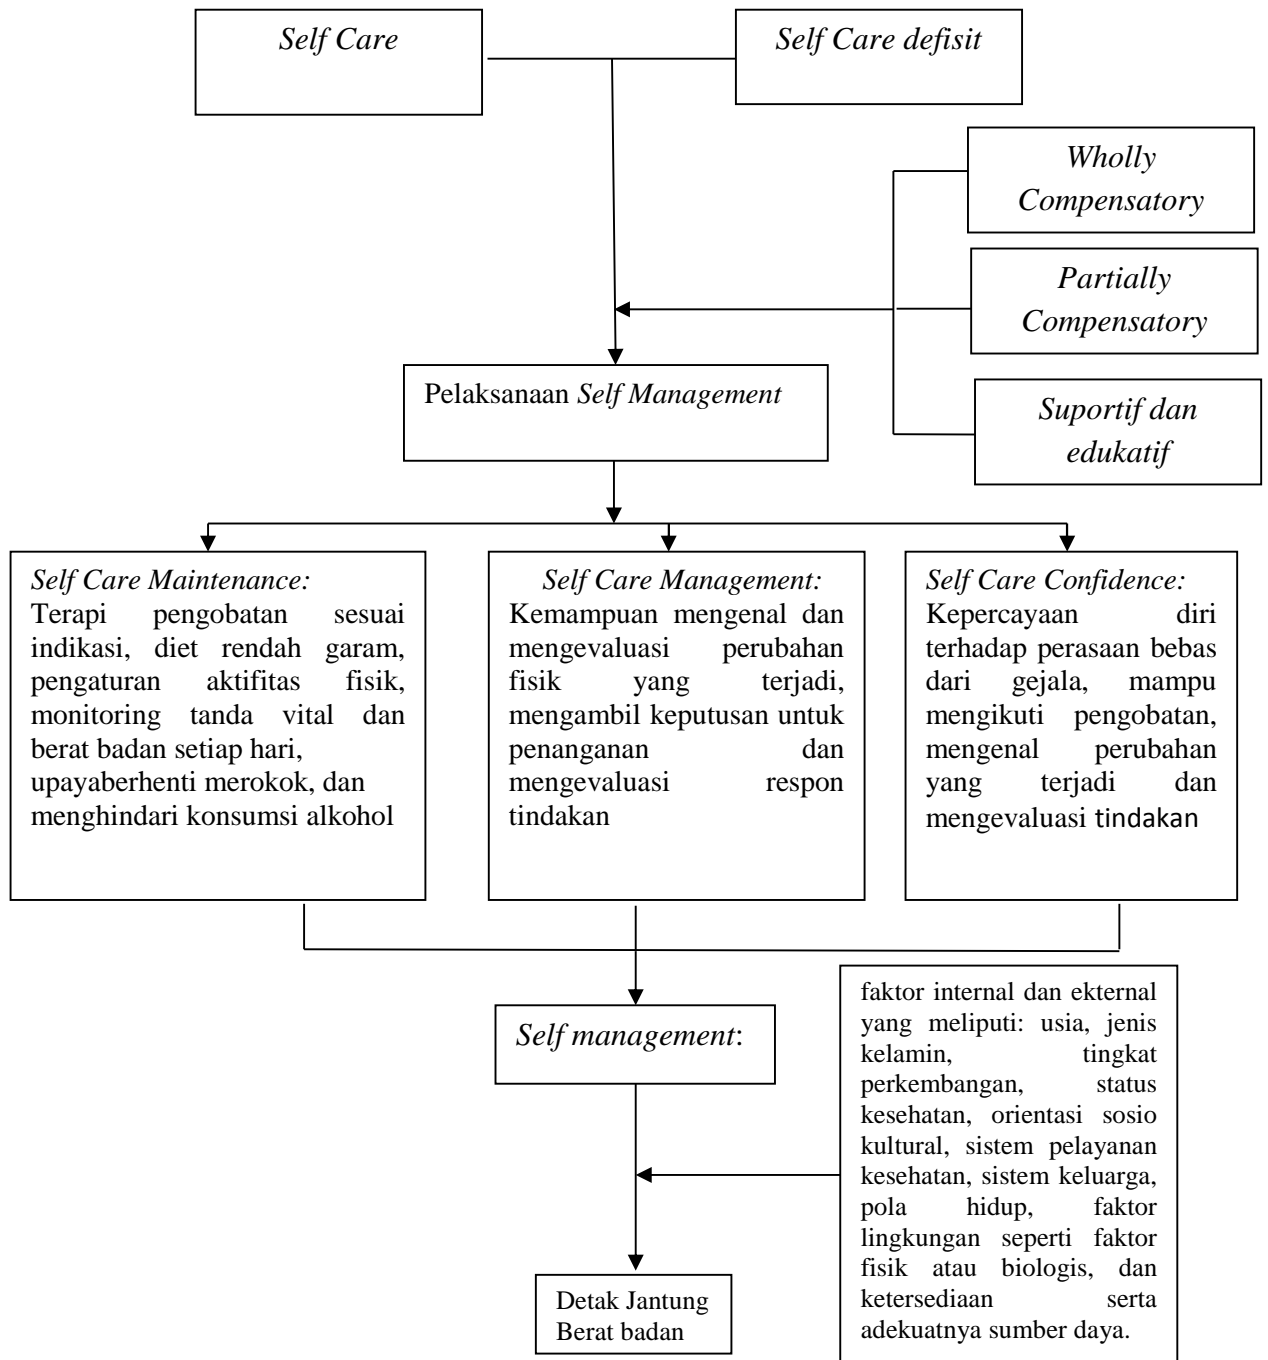 Self Care
Self Care defisit
Wholly
Compensatory
Partially
Compensatory
Suportif dan
edukatif
Pelaksanaan Self Management
Self Care Maintenance:
Terapi pengobatan sesuai
indikasi, diet rendah garam,
pengaturan aktifitas fisik,
monitoring tanda vital dan
berat badan setiap hari,
upayaberhenti merokok, dan
menghindari konsumsi alkohol
Self Care Management:
Kemampuan mengenal dan
mengevaluasi perubahan
fisik yang terjadi,
mengambil keputusan untuk
penanganan dan
mengevaluasi respon
tindakan
Self Care Confidence:
Kepercayaan diri
terhadap perasaan bebas
dari gejala, mampu
mengikuti pengobatan,
mengenal perubahan
yang terjadi dan
mengevaluasi tindakan
Self management:
faktor internal dan ekternal
yang meliputi: usia, jenis
kelamin, tingkat
perkembangan, status
kesehatan, orientasi sosio
kultural, sistem pelayanan
kesehatan, sistem keluarga,
pola hidup, faktor
lingkungan seperti faktor
fisik atau biologis, dan
ketersediaan serta
adekuatnya sumber daya.
Detak Jantung
Berat badan